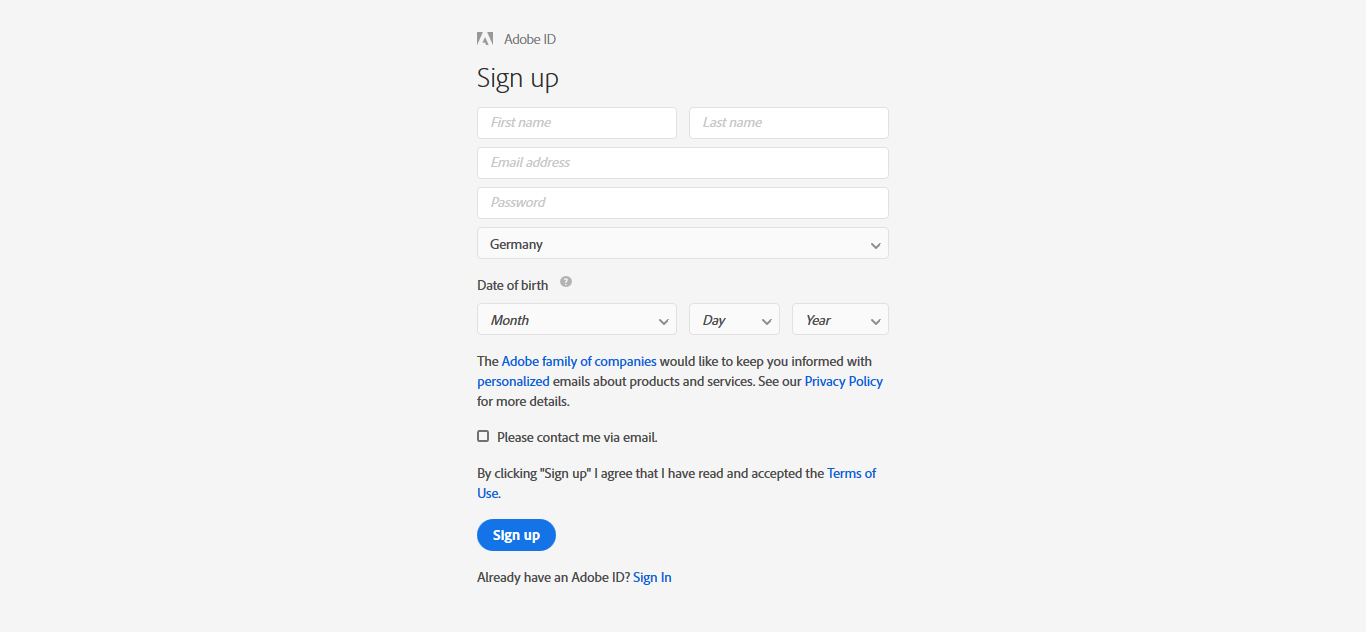 Adobe ID
Sign up
First name Last name
Email address
Password
Germany
Date of birth ?
Month Day Year
The Adobe family of companies would like to keep you informed with
personalized emails about products and services. See our Privacy Policy
for more details.
Please contact me via email.
By clicking "Sign up" I agree that I have read and accepted the Terms of
Use.
Sign up
Already have an Adobe ID? Sign In